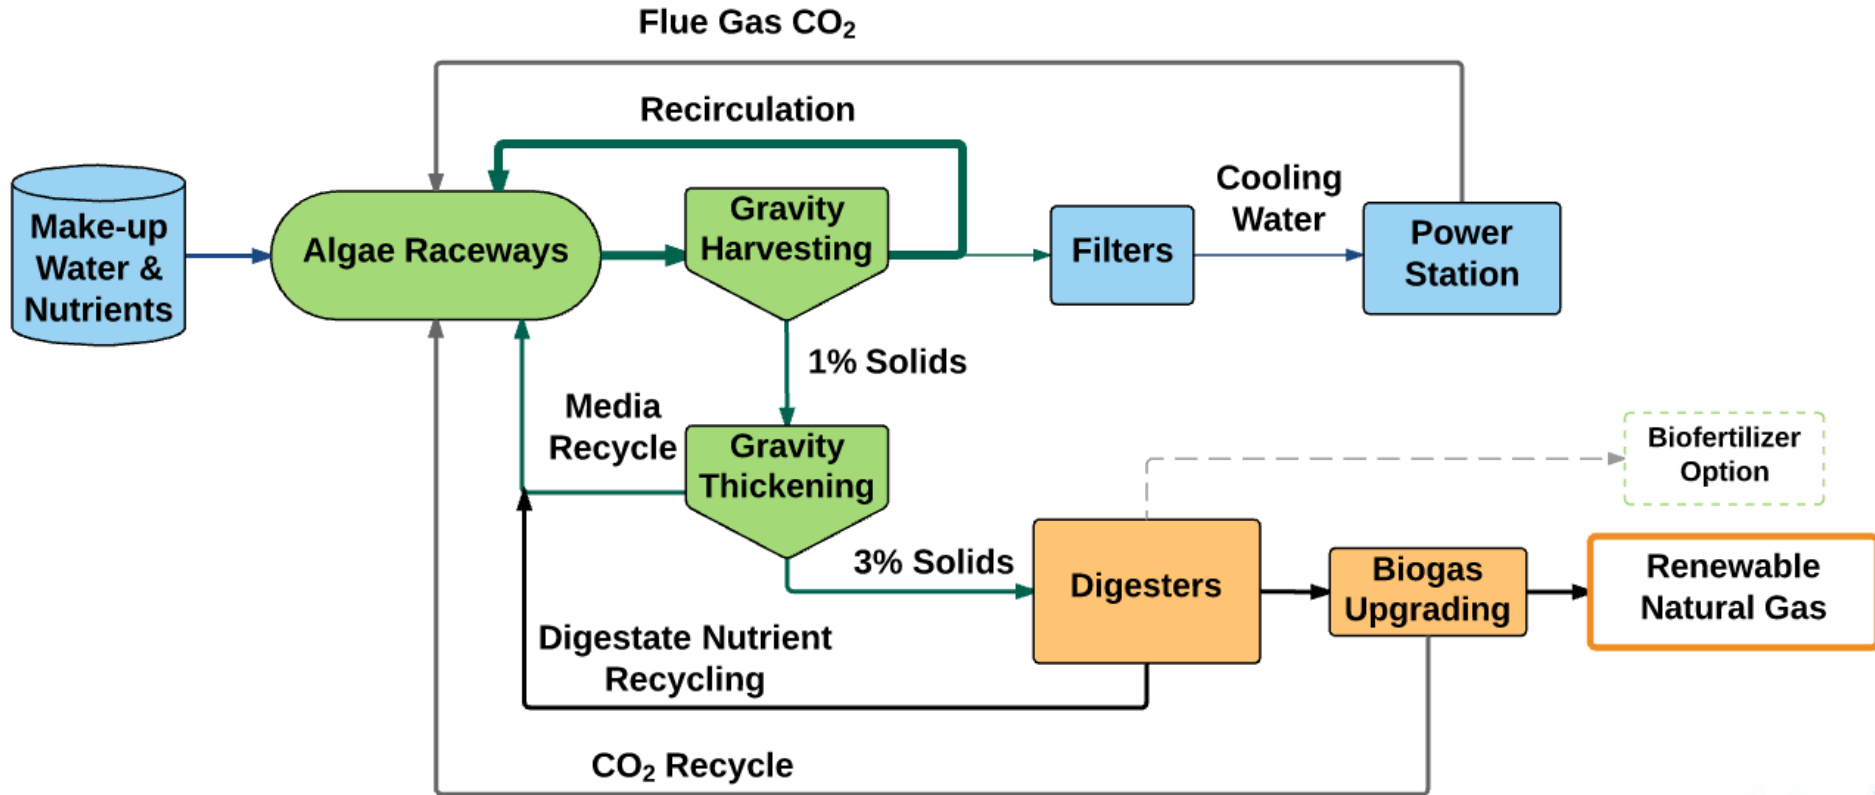 Flue Gas CO₂
Recirculation
Make-up
Water &
Nutrients
Algae Raceways
Gravity
Harvesting
Filters
Cooling
Water
Power
Station
1% Solids
Media
Recycle
Gravity
Thickening
Biofertilizer
Option
3% Solids
Digesters
Biogas
Upgrading
Renewable
Natural Gas
Digestate Nutrient
Recycling
CO₂ Recycle